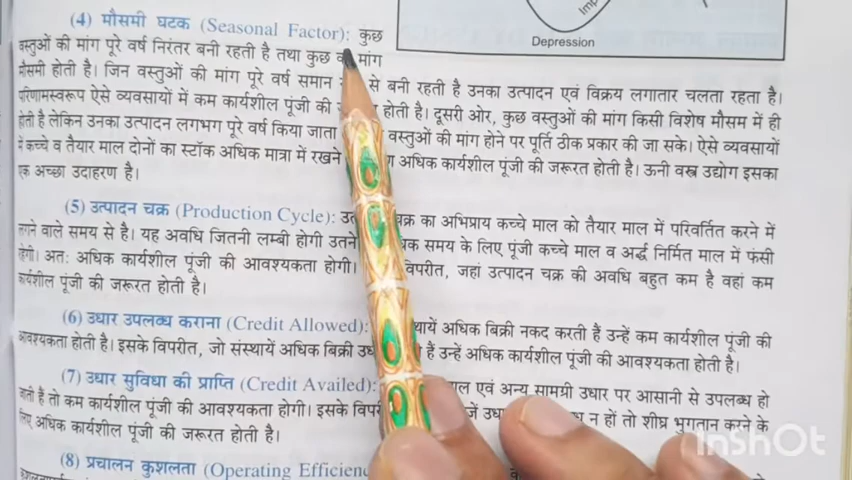 (4) मौसमी घटक (Seasonal Factor): कुछ
वस्तुओं की मांग पूरे वर्ष निरंतर बनी रहती है तथा कुछ मांग
मौसमी होती है। जिन वस्तुओं की मांग पूरे वर्ष समान से बनी रहती है उनका उत्पादन एवं विक्रय लगातार चलता रहता है।
परिणामस्वरूप ऐसे व्यवसायों में कम कार्यशील पूंजी की होती है। दूसरी ओर, कुछ वस्तुओं की मांग किसी विशेष मौसम में ही
होती है लेकिन उनका उत्पादन लगभग पूरे वर्ष किया जाता वस्तुओं की मांग होने पर पूर्ति ठीक प्रकार की जा सके। ऐसे व्यवसायों
में कच्चे व तैयार माल दोनों का स्टॉक अधिक मात्रा में रखने अधिक कार्यशील पूंजी की जरूरत होती है। ऊनी वस्त्र उद्योग इसका
एक अच्छा उदाहरण है।
(5) उत्पादन चक्र (Production Cycle): चक्र का अभिप्राय कच्चे माल को तैयार माल में परिवर्तित करने में
लगने वाले समय से है। यह अवधि जितनी लम्बी होगी उतने समय के लिए पूंजी कच्चे माल व अर्द्ध निर्मित माल में फंसी
रहेगी। अतः अधिक कार्यशील पूंजी की आवश्यकता होगी। विपरीत, जहां उत्पादन चक्र की अवधि बहुत कम है वहां कम
कार्यशील पूंजी की जरूरत होती है।
(6) उधार उपलब्ध कराना (Credit Allowed): अधिक बिक्री नकद करती हैं उन्हें कम कार्यशील पूंजी की
आवश्यकता होती है। इसके विपरीत, जो संस्थायें अधिक बिक्री हैं उन्हें अधिक कार्यशील पूंजी की आवश्यकता होती है।
(7) उधार सुविधा की प्राप्ति (Credit Availed): एवं अन्य सामग्री उधार पर आसानी से उपलब्ध हो
जाती है तो कम कार्यशील पूंजी की आवश्यकता होगी। इसके न हों तो शीघ्र भुगतान करने के
लिए अधिक कार्यशील पूंजी की जरूरत होती है।
(8) प्रचालन कुशलता (Operating
Depression
InShot